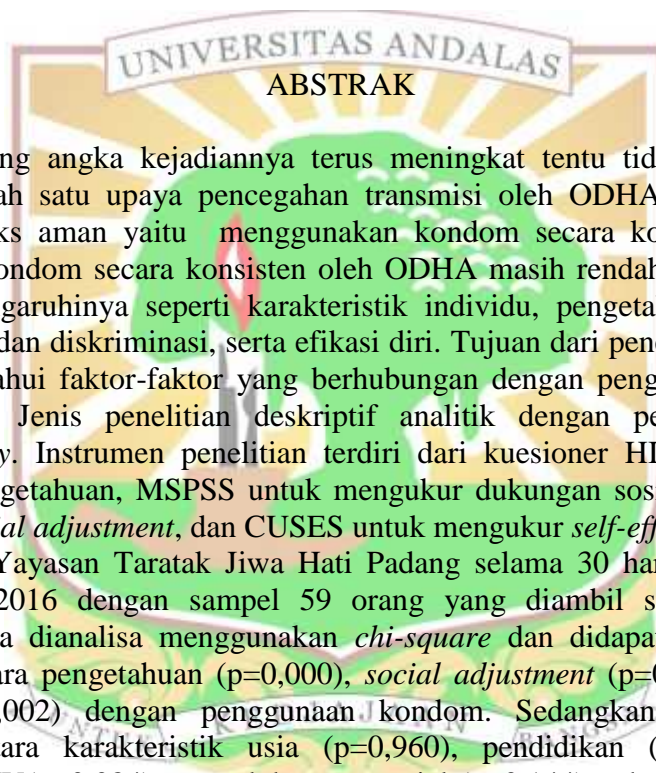 UNIVERSITAS ANDALAS
ABSTRAK
ng angka kejadiannya terus meningkat tentu tid
ah satu upaya pencegahan transmisi oleh ODHA
ks aman yaitu menggunakan kondom secara ko
ondom secara konsisten oleh ODHA masih rendah
garuhinya seperti karakteristik individu, pengeta
dan diskriminasi, serta efikasi diri. Tujuan dari pene
ahui faktor-faktor yang berhubungan dengan peng
Jenis penelitian deskriptif analitik dengan pe
y. Instrumen penelitian terdiri dari kuesioner HI
ngetahuan, MSPSS untuk mengukur dukungan sos
ial adjustment, dan CUSES untuk mengukur self-eff
Yayasan Taratak Jiwa Hati Padang selama 30 har
2016 dengan sampel 59 orang yang diambil s
a dianalisa menggunakan chi-square dan didapa
ara pengetahuan (p=0,000), social adjustment (p=0
,002) dengan penggunaan kondom. Sedangkan
tara karakteristik usia (p=0,960), pendidikan (